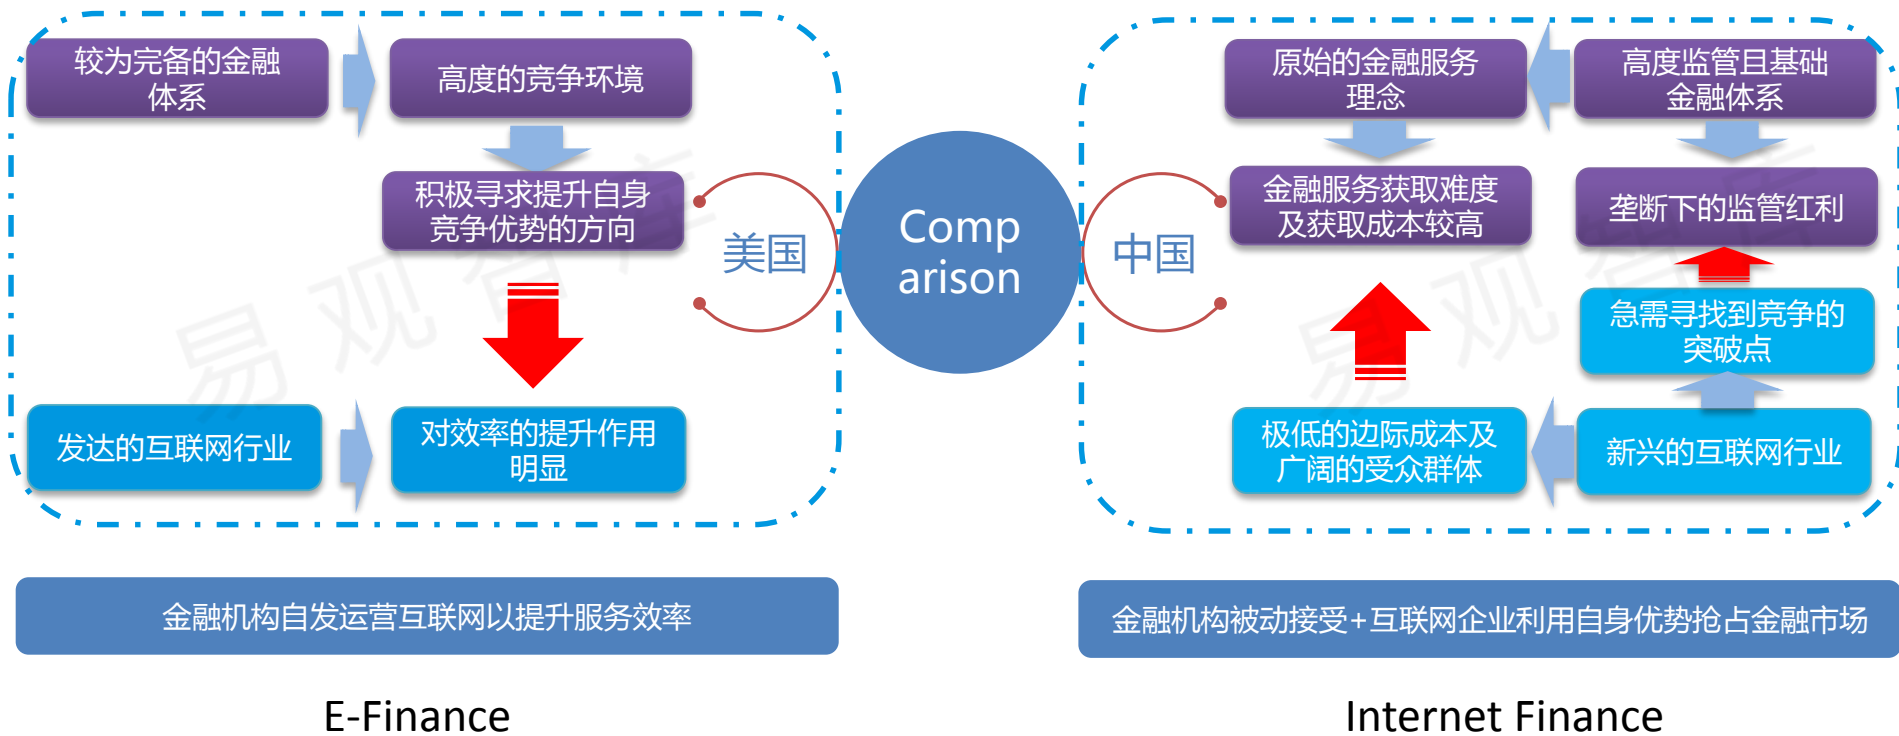 较为完备的金融
体系
高度的竞争环境
积极寻求提升自身
竞争优势的方向
美国
发达的互联网行业
对效率的提升作用
明显
金融机构自发运营互联网以提升服务效率
E-Finance
Comp
arison
原始的金融服务
理念
高度监管且基础
金融体系
中国
金融服务获取难度
及获取成本较高
垄断下的监管红利
急需寻找到竞争的
突破点
极低的边际成本及
广阔的受众群体
新兴的互联网行业
金融机构被动接受+互联网企业利用自身优势抢占金融市场
Internet Finance
易观智库
易观智库